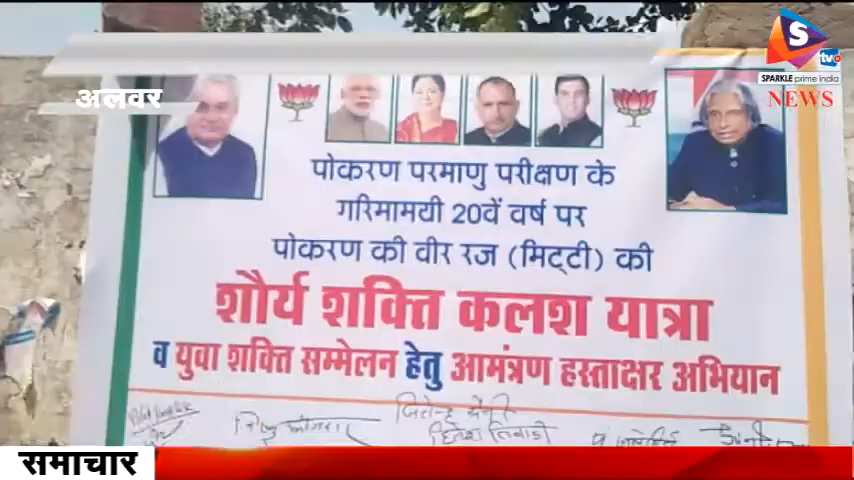 S
tv
SPARKLE prime india
NEWS
अलवर
पोकरण परमाणु परीक्षण के
गरिमामयी 20वें वर्ष पर
पोकरण की वीर रज (मिट्टी) की
शौर्य शक्ति कलश यात्रा
व युवा शक्ति सम्मेलन हेतु आमंत्रण हस्ताक्षर अभियान
समाचार